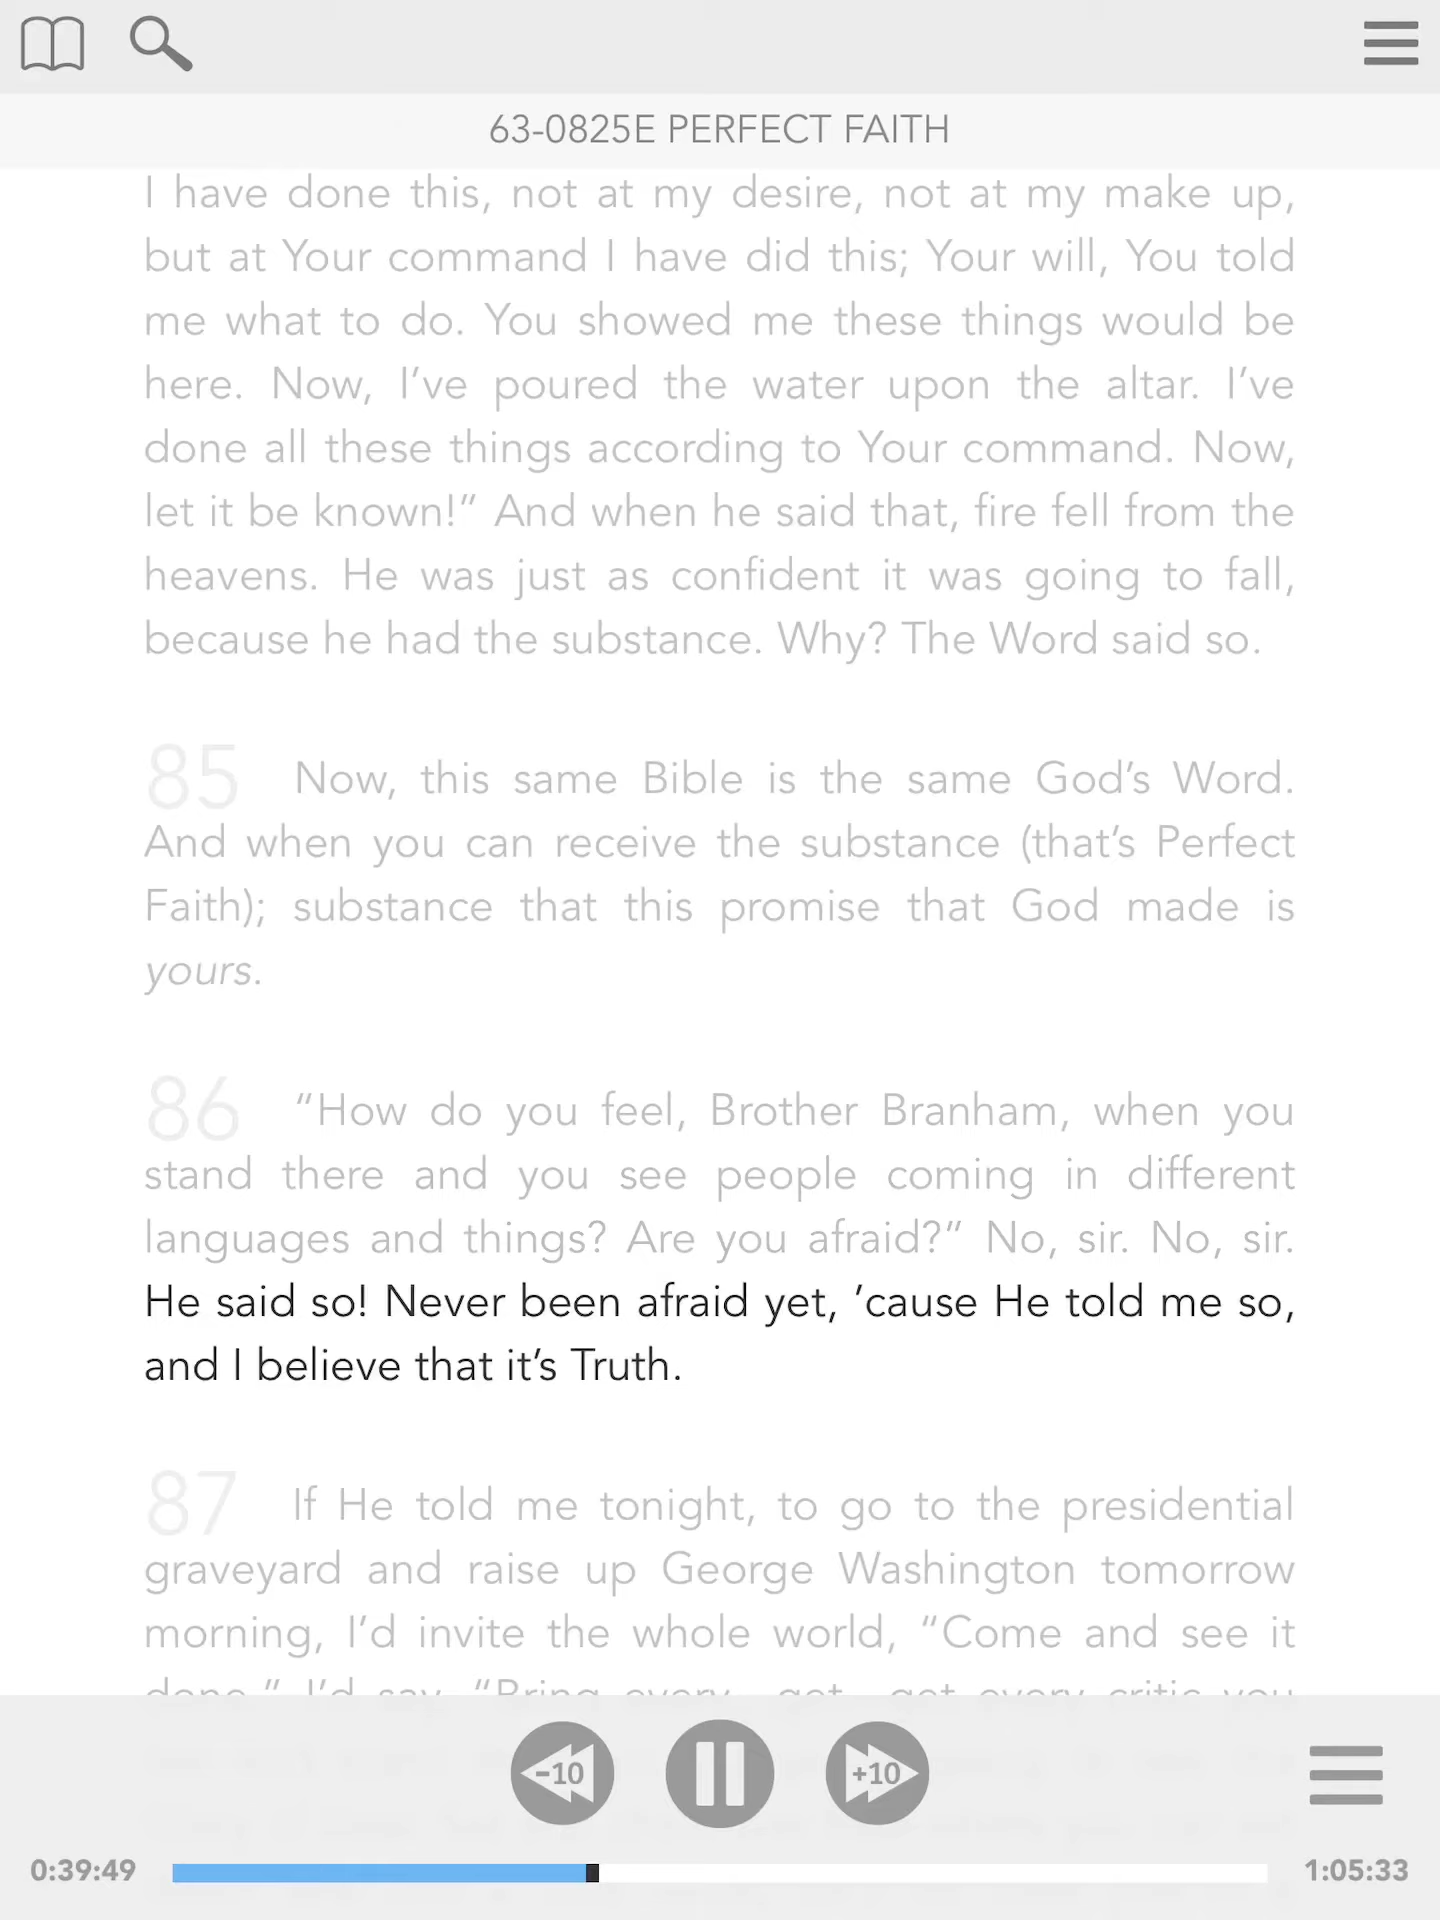 63-0825E PERFECT FAITH
I have done this, not at my desire, not at my make up,
but at Your command I have did this; Your will, You told
me what to do. You showed me these things would be
here. Now, I’ve poured the water upon the altar. I’ve
done all these things according to Your command. Now,
let it be known!” And when he said that, fire fell from the
heavens. He was just as confident it was going to fall,
because he had the substance. Why? The Word said so.
85 Now, this same Bible is the same God’s Word.
And when you can receive the substance (that’s Perfect
Faith); substance that this promise that God made is
yours.
86 “How do you feel, Brother Branham, when you
stand there and you see people coming in different
languages and things? Are you afraid?” No, sir. No, sir.
He said so! Never been afraid yet, ’cause He told me so,
and I believe that it’s Truth.
87 If He told me tonight, to go to the presidential
graveyard and raise up George Washington tomorrow
morning, I’d invite the whole world, “Come and see it
done.” I’d say, “Bring every...get...get every critic you
-10 +10
0:39:49 1:05:33